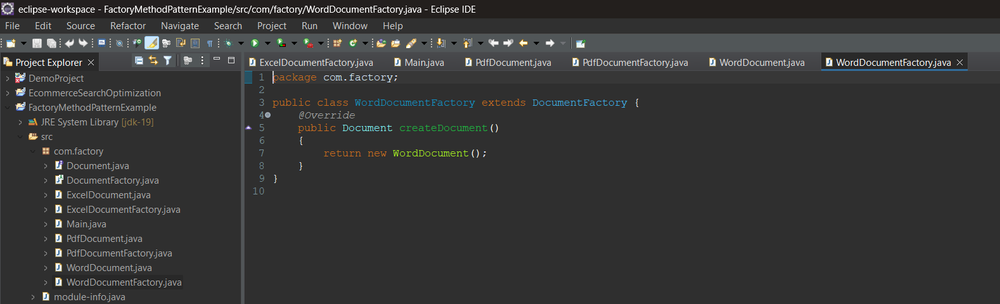 eclipse-workspace - FactoryMethodPatternExample/src/com/factory/WordDocumentFactory.java - Eclipse IDE
File Edit Source Refactor Navigate Search Project Run Window Help
Project Explorer
ExcelDocumentFactory.java Main.java PdfDocument.java PdfDocumentFactory.java WordDocument.java WordDocumentFactory.java
DemoProject
EcommerceSearchOptimization
FactoryMethodPatternExample
JRE System Library [jdk-19]
src
com.factory
Document.java
DocumentFactory.java
ExcelDocument.java
ExcelDocumentFactory.java
Main.java
PdfDocument.java
PdfDocumentFactory.java
WordDocument.java
WordDocumentFactory.java
module-info.java
1 package com.factory;
2
3 public class WordDocumentFactory extends DocumentFactory {
4 @Override
5 public Document createDocument()
6 {
7 return new WordDocument();
8 }
9 }
10